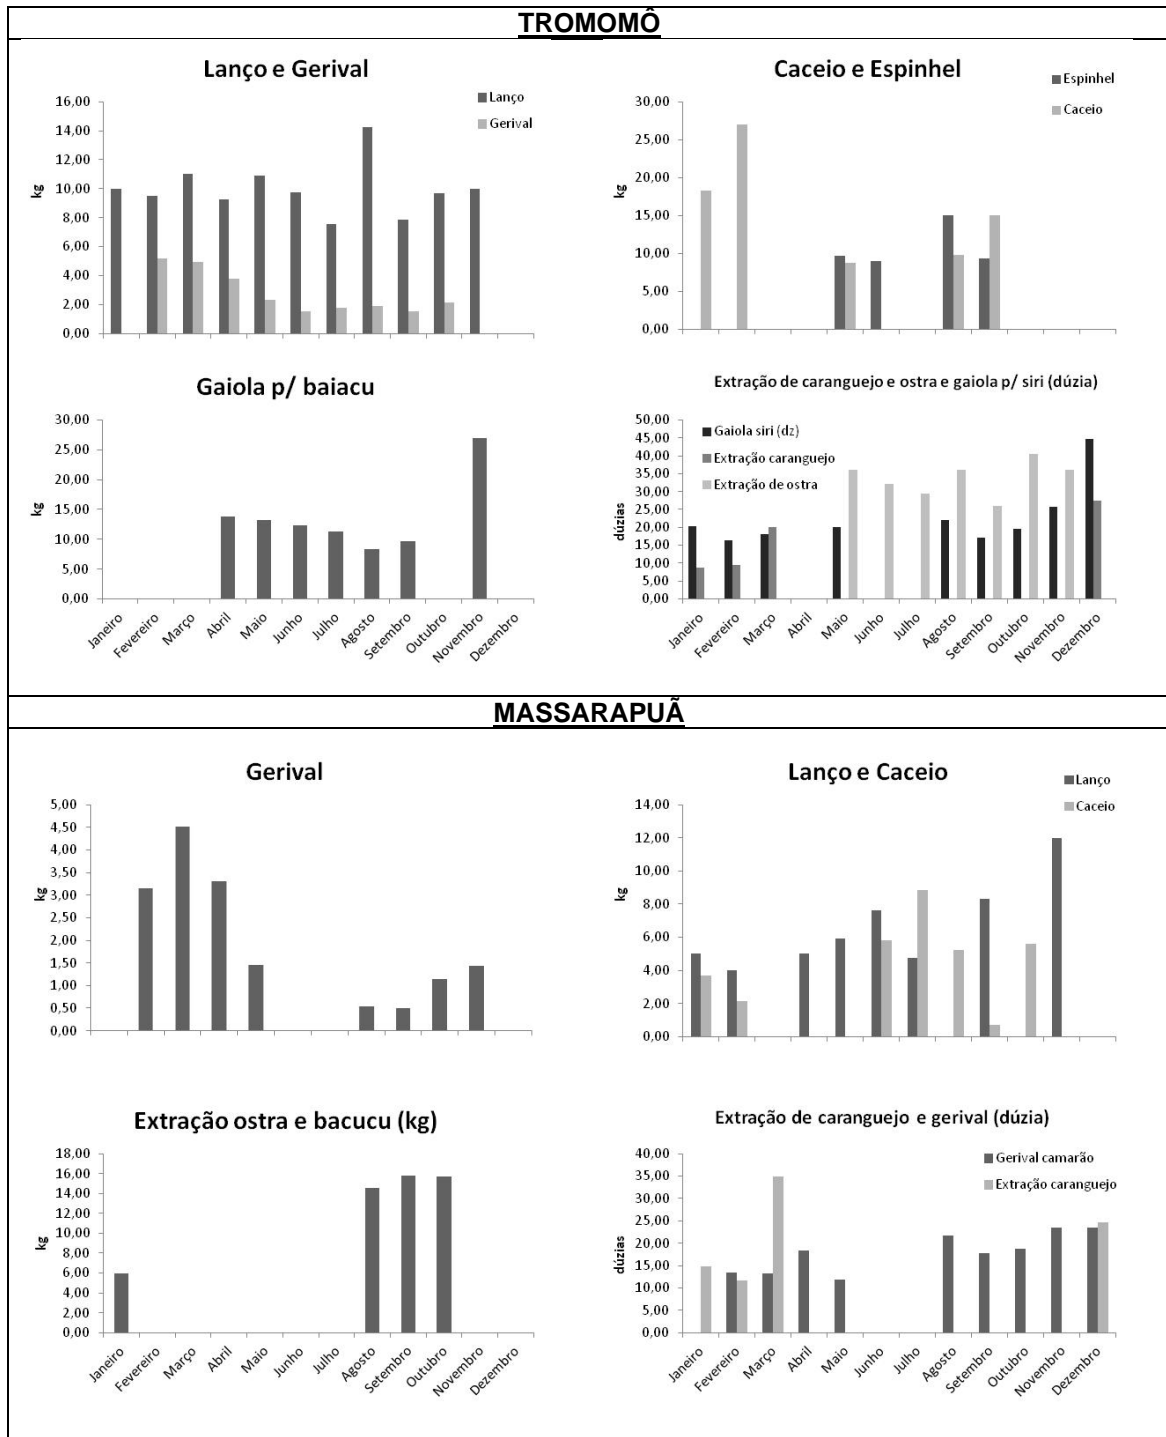 TROMOMÔ
Lanço e Gerival
Lanço
Gerival
16,00
14,00
12,00
10,00
8,00
6,00
4,00
2,00
0,00
kg
Caceio e Espinhel
Espinhel
Caceio
30,00
25,00
20,00
15,00
10,00
5,00
0,00
kg
Gaiola p/ baiacu
30,00
25,00
20,00
15,00
10,00
5,00
0,00
kg
Janeiro
Fevereiro
Março
Abril
Maio
Junho
Julho
Agosto
Setembro
Outubro
Novembro
Dezembro
Extração de caranguejo e ostra e gaiola p/ siri (dúzia)
Gaiola siri (dz)
Extração caranguejo
Extração de ostra
50,00
45,00
40,00
35,00
30,00
25,00
20,00
15,00
10,00
5,00
0,00
dúzias
Janeiro
Fevereiro
Março
Abril
Maio
Junho
Julho
Agosto
Setembro
Outubro
Novembro
Dezembro
MASSARAPUÃ
Gerival
5,00
4,50
4,00
3,50
3,00
2,50
2,00
1,50
1,00
0,50
0,00
kg
Lanço e Caceio
Lanço
Caceio
14,00
12,00
10,00
8,00
6,00
4,00
2,00
0,00
kg
Extração ostra e bacucu (kg)
18,00
16,00
14,00
12,00
10,00
8,00
6,00
4,00
2,00
0,00
kg
Janeiro
Fevereiro
Março
Abril
Maio
Junho
Julho
Agosto
Setembro
Outubro
Novembro
Dezembro
Extração de caranguejo e gerival (dúzia)
Gerival camarão
Extração caranguejo
40,00
35,00
30,00
25,00
20,00
15,00
10,00
5,00
0,00
dúzias
Janeiro
Fevereiro
Março
Abril
Maio
Junho
Julho
Agosto
Setembro
Outubro
Novembro
Dezembro